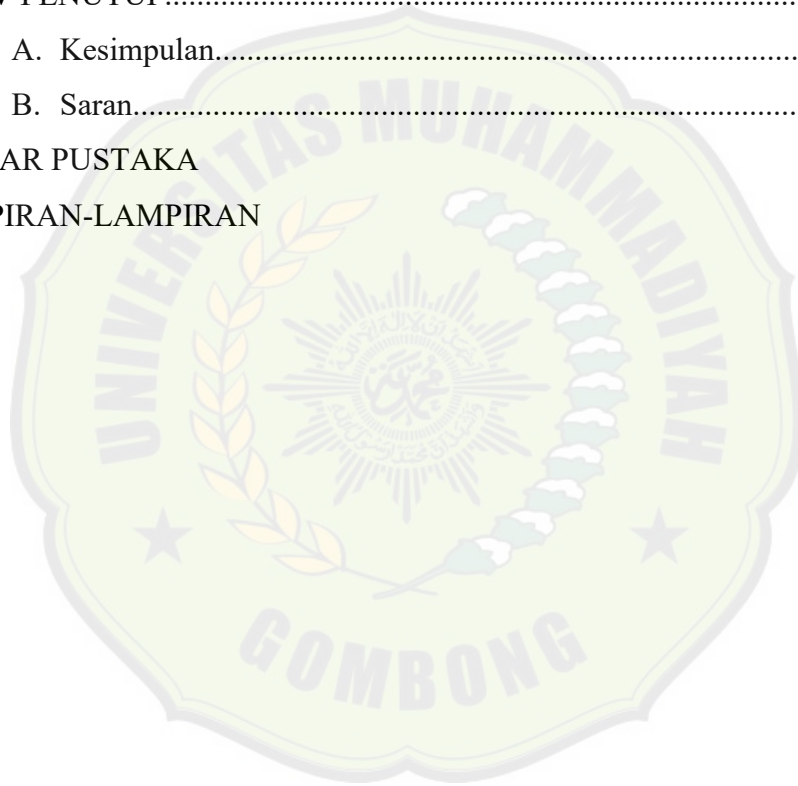 V PENUTUP..............................................................................
A. Kesimpulan.........................................................................
B. Saran...................................................................................
AR PUSTAKA
PIRAN-LAMPIRAN
UNIVERSITAS MUHAMMADIYAH
GOMBONG